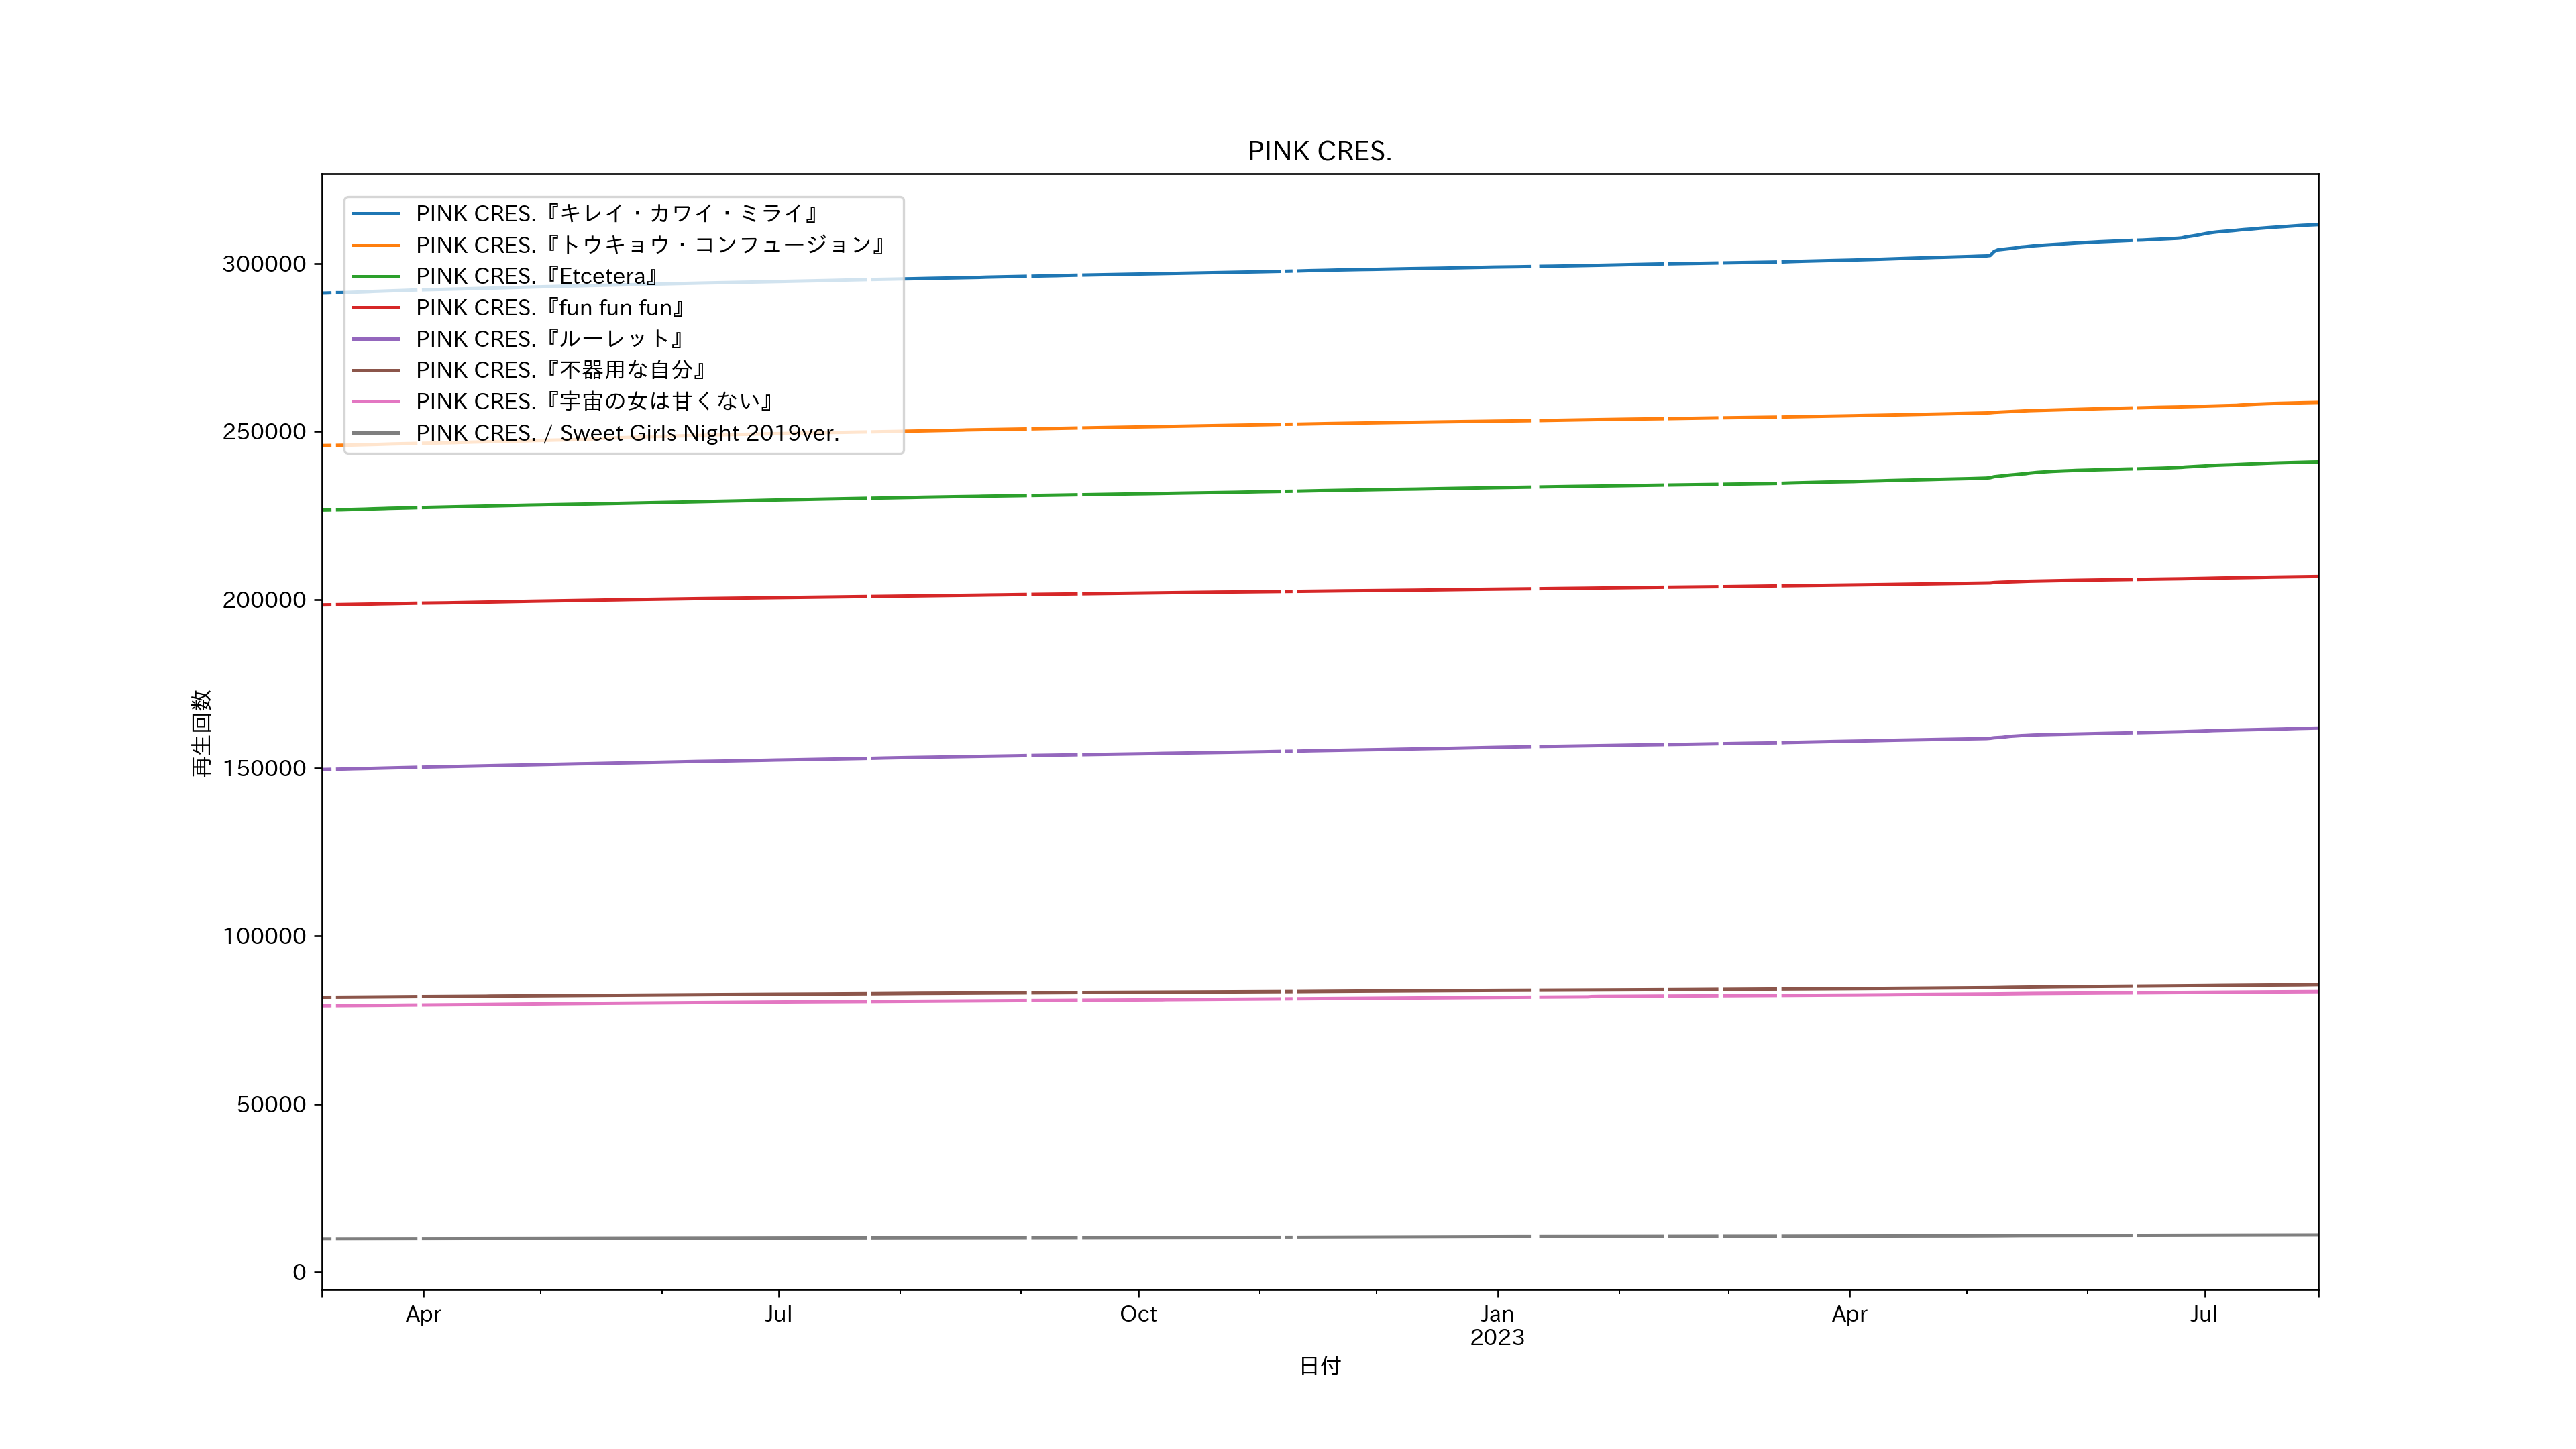 PINK CRES.
PINK CRES.『キレイ・カワイ・ミライ』
PINK CRES.『トウキョウ・コンフュージョン』
PINK CRES.『Etcetera』
PINK CRES.『fun fun fun』
PINK CRES.『ルーレット』
PINK CRES.『不器用な自分』
PINK CRES.『宇宙の女は甘くない』
PINK CRES. / Sweet Girls Night 2019ver.
再生回数
300000
250000
200000
150000
100000
50000
0
Apr
Jul
Oct
Jan
2023
Apr
Jul
日付